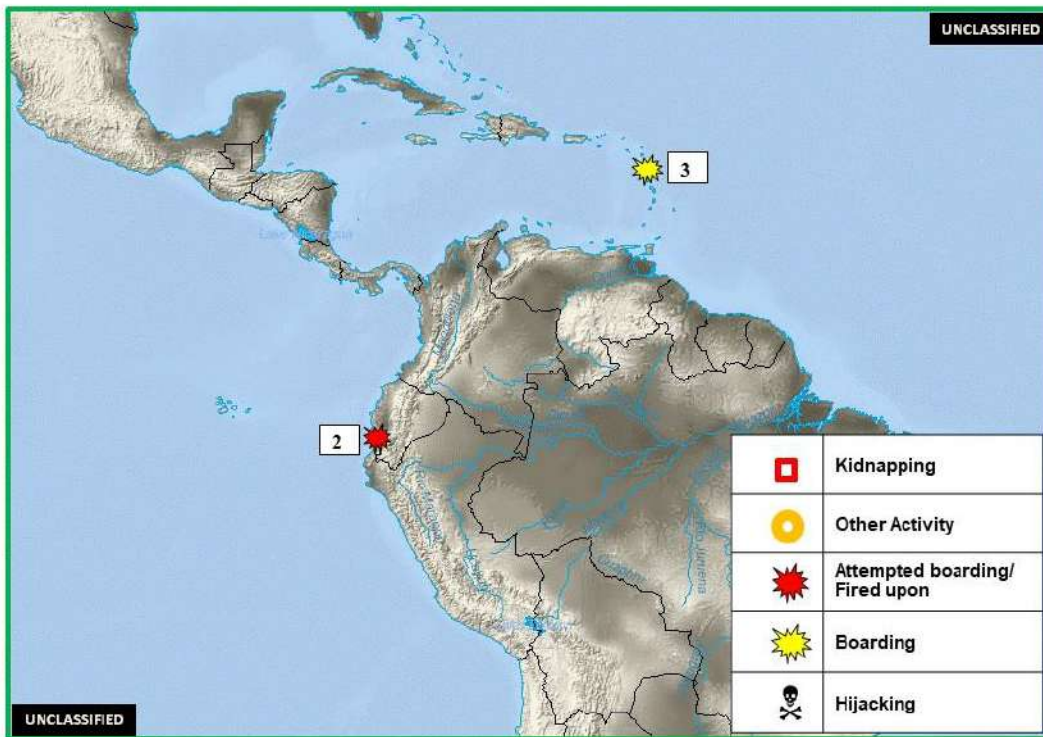 UNCLASSIFIED
3
2
Kidnapping
Other Activity
Attempted boarding/
Fired upon
Boarding
Hijacking
UNCLASSIFIED